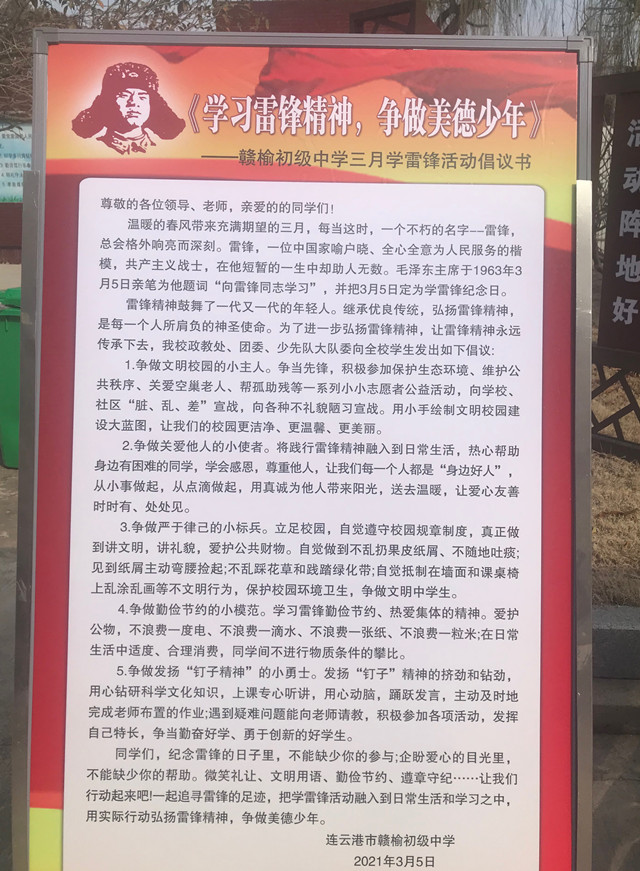 《学习雷锋精神，争做美德少年》
——赣榆初级中学三月学雷锋活动倡议书
尊敬的各位领导、老师，亲爱的的同学们！
温暖的春风带来充满期望的三月，每当这时，一个不朽的名字--雷锋，
总会格外响亮而深刻。雷锋，一位中国家喻户晓、全心全意为人民服务的楷
模，共产主义战士，在他短暂的一生中却助人无数。毛泽东主席于1963年3
月5日亲笔为他题词“向雷锋同志学习”，并把3月5日定为学雷锋纪念日。
雷锋精神鼓舞了一代又一代的年轻人。继承优良传统，弘扬雷锋精神，
是每一个人所肩负的神圣使命。为了进一步弘扬雷锋精神，让雷锋精神永远
传承下去，我校政教处、团委、少先队大队委向全校学生发出如下倡议:
1.争做文明校园的小主人。争当先锋，积极参加保护生态环境、维护公
共秩序、关爱空巢老人、帮孤助残等一系列小小志愿者公益活动，向学校、
社区“脏、乱、差”宣战，向各种不礼貌陋习宣战。用小手绘制文明校园建
设大蓝图，让我们的校园更洁净、更温馨、更美丽。
2.争做关爱他人的小使者。将践行雷锋精神融入到日常生活，热心帮助
身边有困难的同学，学会感恩，尊重他人，让我们每一个人都是“身边好人”，
从小事做起，从点滴做起，用真诚为他人带来阳光，送去温暖，让爱心友善
时时有、处处见。
3.争做严于律己的小标兵。立足校园，自觉遵守校园规章制度，真正做
到讲文明，讲礼貌，爱护公共财物。自觉做到不乱扔果皮纸屑、不随地吐痰;
见到纸屑主动弯腰捡起;不乱踩花草和践踏绿化带;自觉抵制在墙面和课桌椅
上乱涂乱画等不文明行为，保护校园环境卫生，争做文明中学生。
4.争做勤俭节约的小模范。学习雷锋勤俭节约、热爱集体的精神。爱护
公物，不浪费一度电、不浪费一滴水、不浪费一张纸、不浪费一粒米;在日常
生活中适度、合理消费，同学间不进行物质条件的攀比。
5.争做发扬“钉子精神”的小勇士。发扬“钉子”精神的挤劲和钻劲，
用心钻研科学文化知识，上课专心听讲，用心动脑，踊跃发言，主动及时地
完成老师布置的作业;遇到疑难问题能向老师请教，积极参加各项活动，发挥
自己特长，争当勤奋好学、勇于创新的好学生。
同学们，纪念雷锋的日子里，不能缺少你的参与;企盼爱心的目光里，
不能缺少你的帮助。微笑礼让、文明用语、勤俭节约、遵章守纪……让我们
行动起来吧!一起追寻雷锋的足迹，把学雷锋活动融入到日常生活和学习之中，
用实际行动弘扬雷锋精神，争做美德少年。
连云港市赣榆初级中学
2021年3月5日
动阵地好